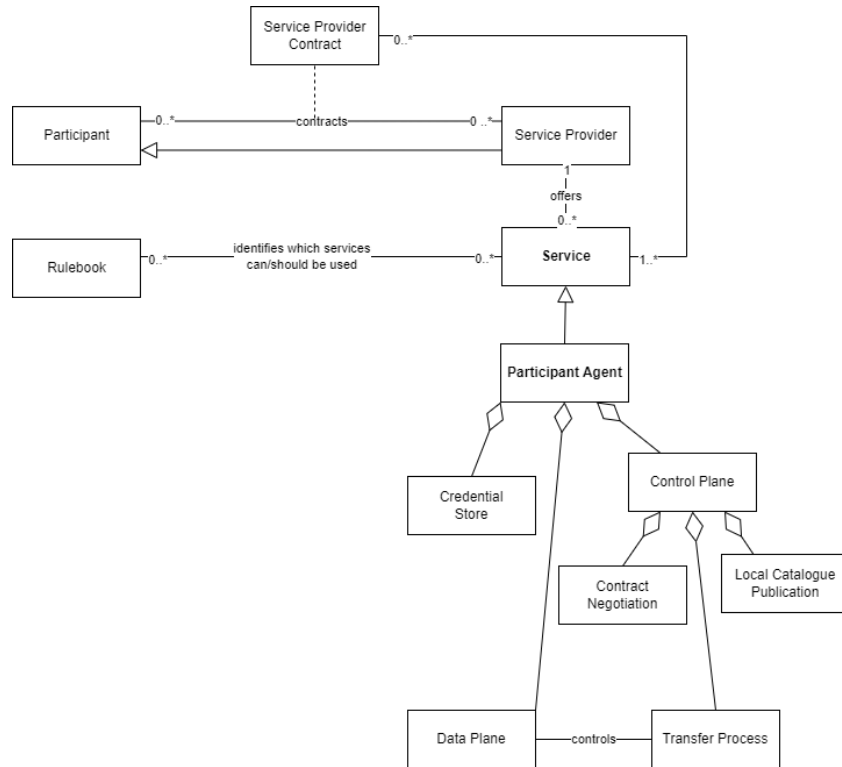 Service Provider
Contract
0..*
Participant
0..*
contracts
0 ..*
Service Provider
1
offers
0..*
Rulebook
0..*
identifies which services
can/should be used
0..*
Service
1..*
Participant Agent
Credential
Store
Control Plane
Contract
Negotiation
Local Catalogue
Publication
Data Plane
controls
Transfer Process